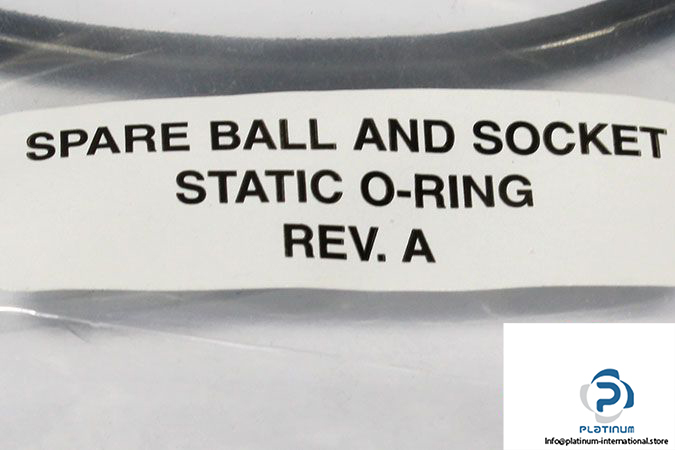 SPARE BALL AND SOCKET
STATIC O-RING
REV. A
PLATINUM
Info@platinum-international.store